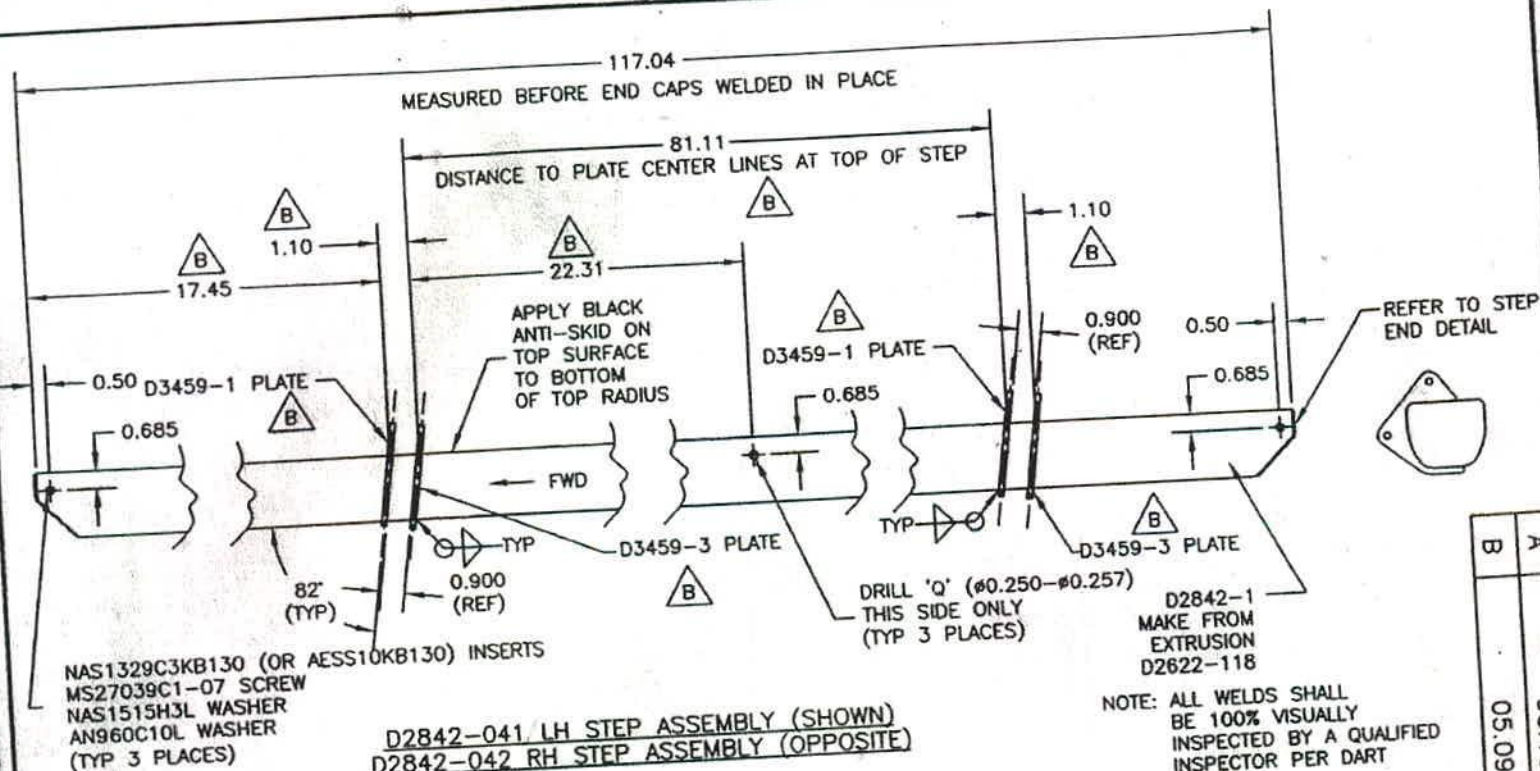 117.04
MEASURED BEFORE END CAPS WELDED IN PLACE
81.11
DISTANCE TO PLATE CENTER LINES AT TOP OF STEP
B
B
1.10
B
17.45
B
22.31
1.10
B
APPLY BLACK
ANTI-SKID ON
TOP SURFACE
TO BOTTOM
OF TOP RADIUS
B
D3459-1 PLATE
0.900
(REF)
0.50
REFER TO STEP
END DETAIL
0.50
D3459-1 PLATE
B
0.685
0.685
0.685
FWD
TYP
D3459-3 PLATE
B
TYP
D3459-3 PLATE
B
82°
(TYP)
0.900
(REF)
DRILL 'Q' (ø0.250-ø0.257)
THIS SIDE ONLY
(TYP 3 PLACES)
D2842-1
MAKE FROM
EXTRUSION
D2622-118
NAS1329C3KB130 (OR AESS10KB130) INSERTS
MS27039C1-07 SCREW
NAS1515H3L WASHER
AN960C10L WASHER
(TYP 3 PLACES)
D2842-041 LH STEP ASSEMBLY (SHOWN)
D2842-042 RH STEP ASSEMBLY (OPPOSITE)
NOTE: ALL WELDS SHALL
BE 100% VISUALLY
INSPECTED BY A QUALIFIED
INSPECTOR PER DART
A
B
05.09